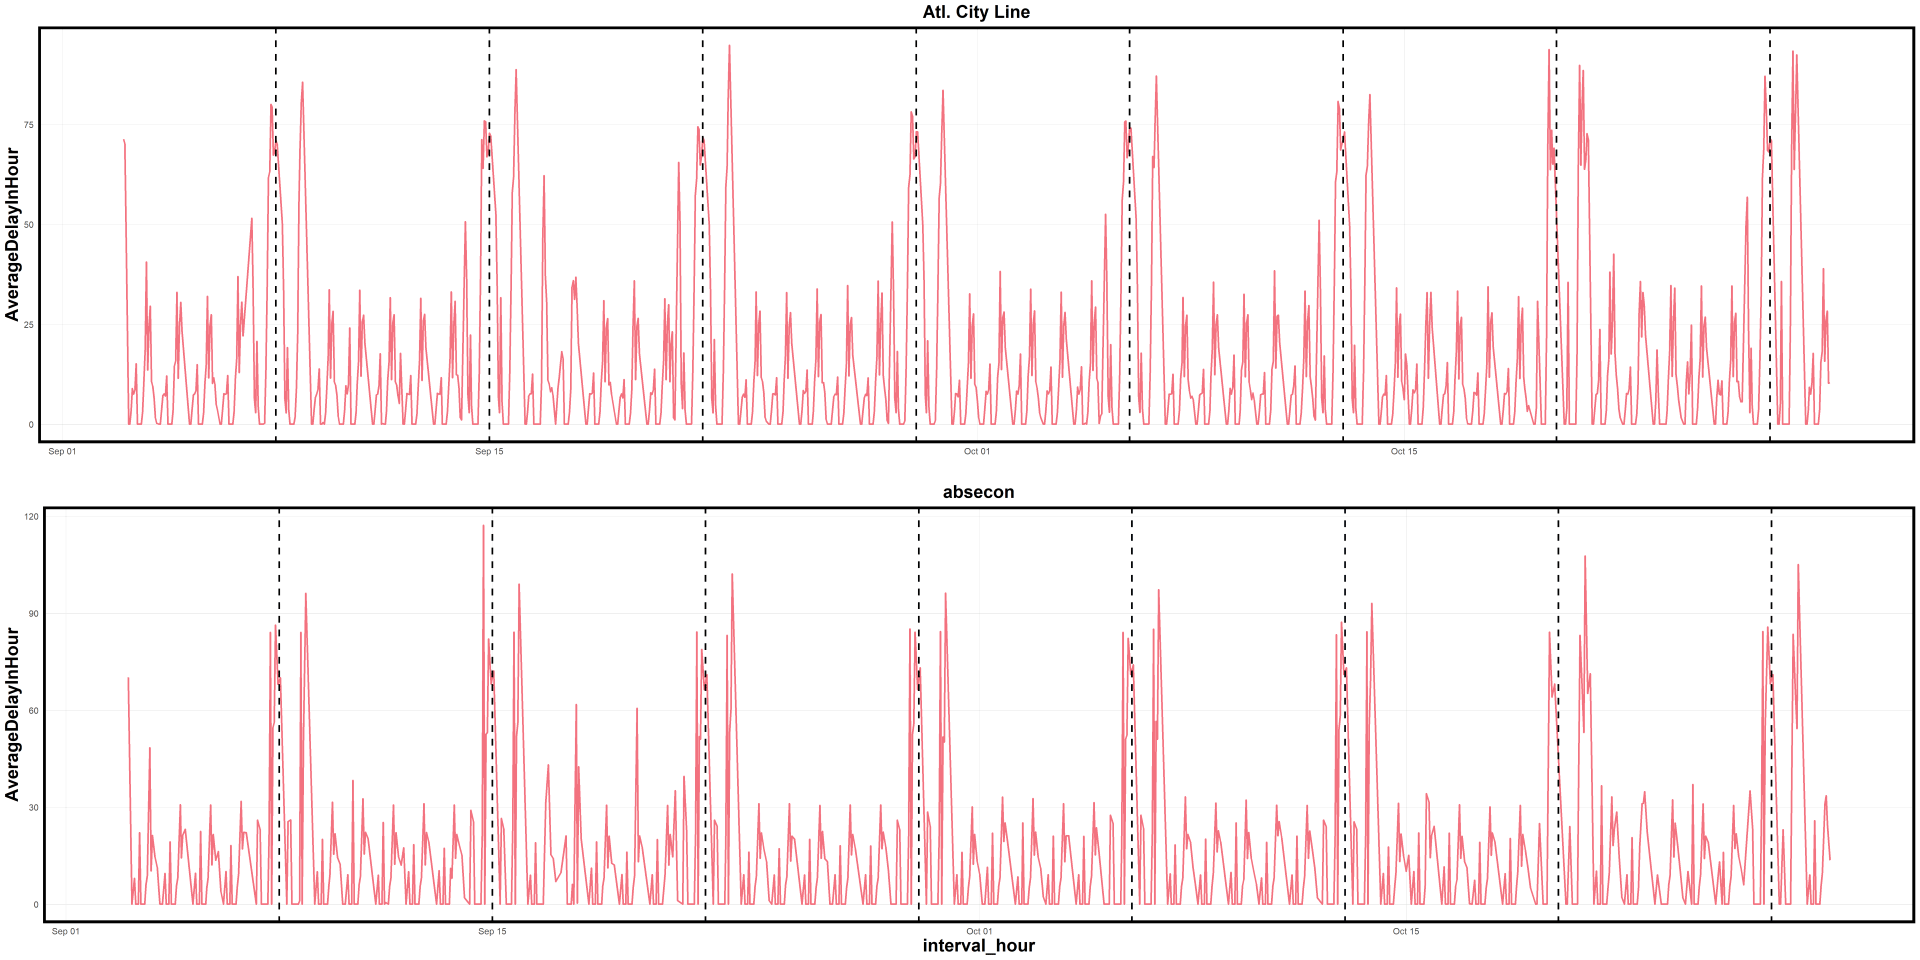 Atl. City Line
AverageDelayInHour
75
50
25
0
Sep 01
Sep 15
Oct 01
Oct 15
absecon
AverageDelayInHour
120
90
60
30
0
Sep 01
Sep 15
Oct 01
Oct 15
interval_hour